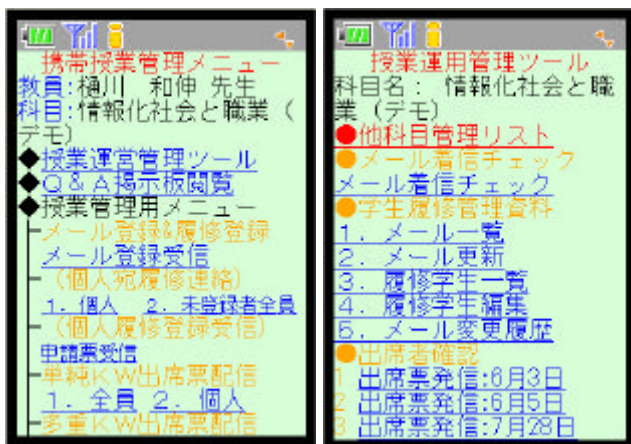 携帯授業管理メニュー
教員:樋川 和伸 先生
科目:情報化社会と職業(
デモ)
◆授業運営管理ツール
◆Q&A掲示板閲覧
◆授業管理用メニュー
メール登録&履修登録
メール登録受信
(個人宛履修連絡)
1. 個人 2. 未登録者全員
(個人履修登録受信)
申請票受信
単純KW出席票配信
1. 全員 2. 個人
多重KW出席票配信
授業運用管理ツール
科目名: 情報化社会と職
業(デモ)
●他科目管理リスト
●メール着信チェック
メール着信チェック
●学生履修管理資料
1. メール一覧
2. メール更新
3. 履修学生一覧
4. 履修学生編集
6. メール変更履歴
●出席者確認
1 出席票発信:6月3日
2 出席票発信:6月5日
3 出席票発信:7月28日